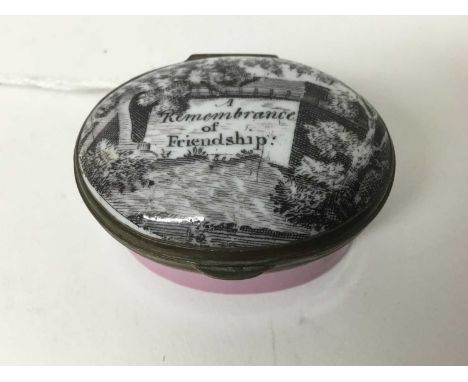 A
Remembrance
of
Friendship.